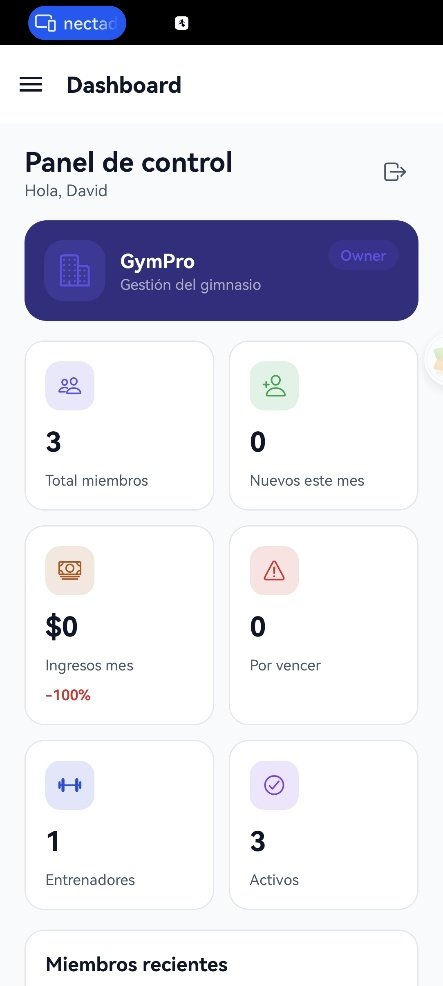 nectad
Dashboard
Panel de control
Hola, David
GymPro
Owner
Gestión del gimnasio
3
Total miembros
0
Nuevos este mes
$0
Ingresos mes
-100%
0
Por vencer
1
Entrenadores
3
Activos
Miembros recientes